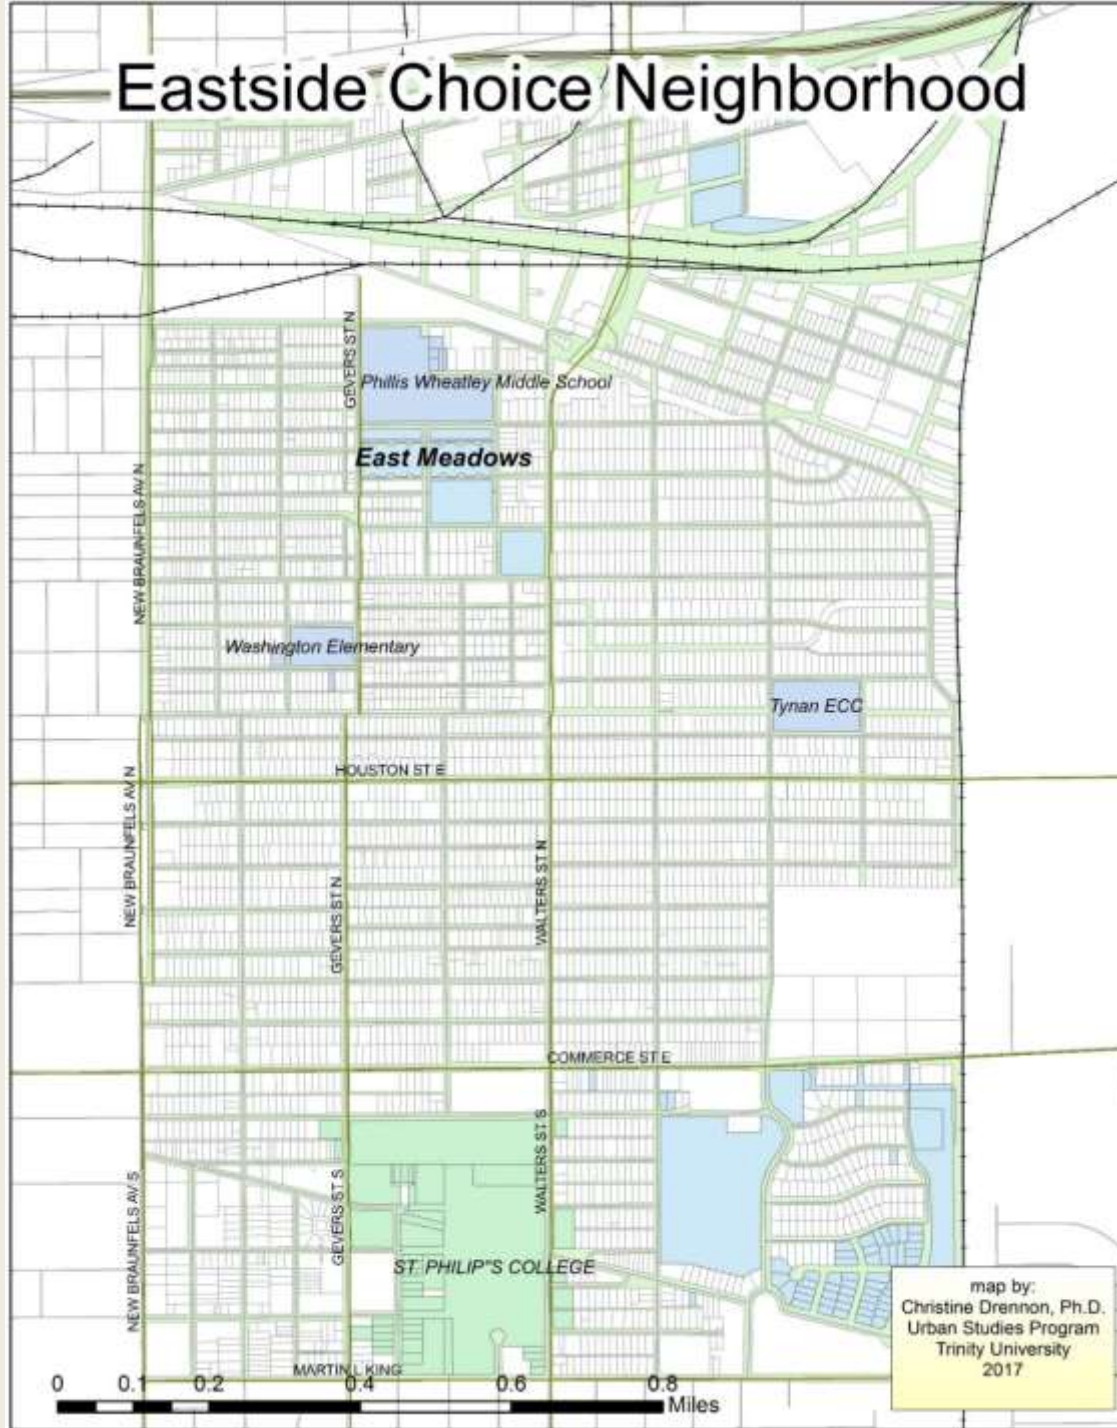 Eastside Choice Neighborhood
GEVERS ST N
Phillis Wheatley Middle School
East Meadows
NEW BRAUNFELS AV N
Washington Elementary
Tynan ECC
HOUSTON ST E
NEW BRAUNFELS AV N
GEVERS ST N
WALTERS ST N
COMMERCE ST E
NEW BRAUNFELS AV S
GEVERS ST S
WALTERS ST S
ST. PHILIP"S COLLEGE
map by:
Christine Drennon, Ph.D.
Urban Studies Program
Trinity University
2017
MARTIN L KING
0 0.1 0.2 0.4 0.6 0.8
Miles